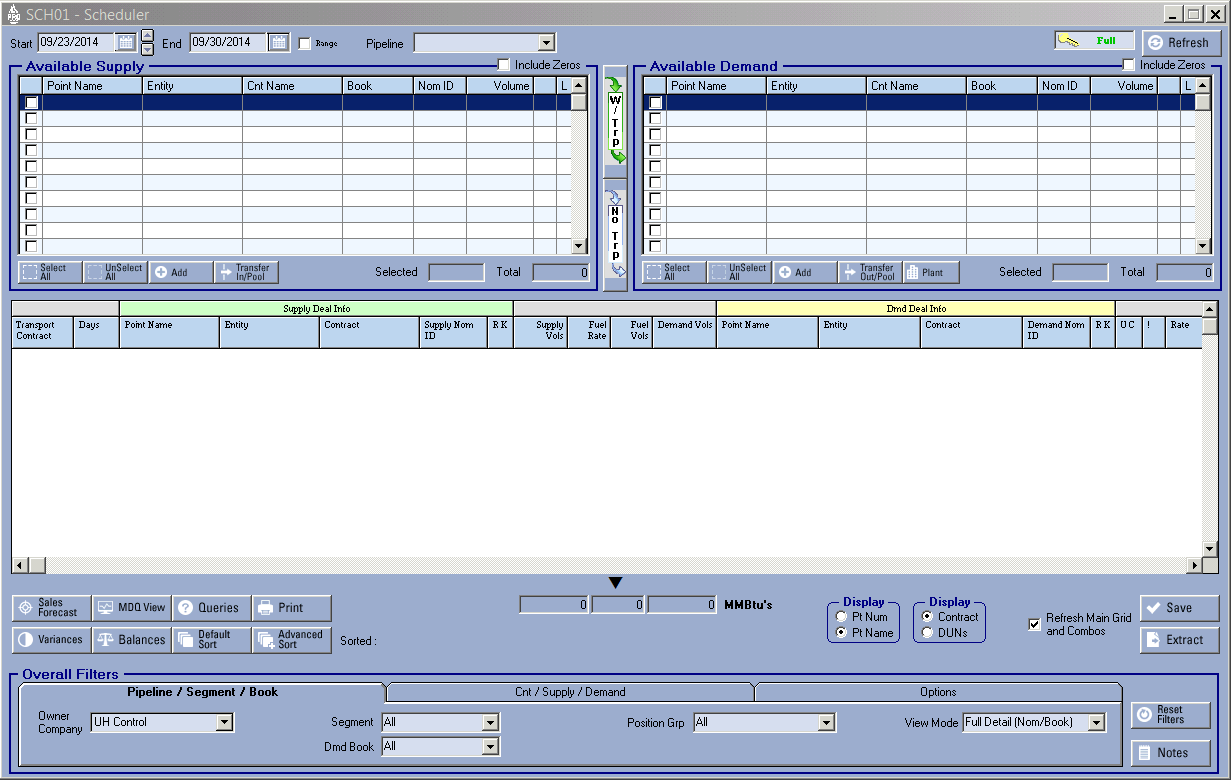 SCH01 - Scheduler
Start 09/23/2014 End 09/30/2014 Range Pipeline Full Refresh
Available Supply Include Zeros Available Demand Include Zeros
Point Name Entity Cnt Name Book Nom ID Volume L
W / Trp
No Trp
Point Name Entity Cnt Name Book Nom ID Volume L
Select All UnSelect All Add Transfer In/Pool Selected Total 0
Select All UnSelect All Add Transfer Out/Pool Plant Selected Total 0
Supply Deal Info Dmd Deal Info
Transport Contract Days Point Name Entity Contract Supply Nom ID R K Supply Vols Fuel Rate Fuel Vols Demand Vols Point Name Entity Contract Demand Nom ID R K U C ! Rate
Sales Forecast MDQ View Queries Print
0 0 0 MMBtu's
Variances Balances Default Sort Advanced Sort Sorted :
Display
Pt Num
Pt Name
Display
Contract
DUNs
Refresh Main Grid and Combos
Save
Extract
Overall Filters
Pipeline / Segment / Book Cnt / Supply / Demand Options
Owner Company UH Control Segment All Position Grp All View Mode Full Detail (Nom/Book)
Dmd Book All
Reset Filters
Notes